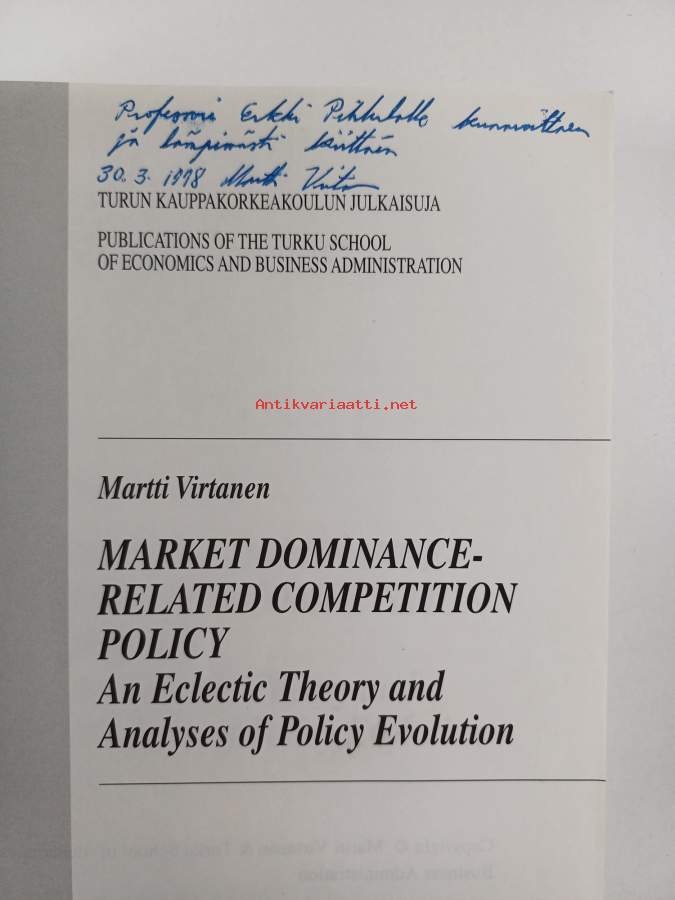 Professori Erkki Pihkalalle kunnioittaen
ja lämpimästi kiittäen
30.3.1998 Martti Virtanen
TURUN KAUPPAKORKEAKOULUN JULKAISUJA
PUBLICATIONS OF THE TURKU SCHOOL
OF ECONOMICS AND BUSINESS ADMINISTRATION
Antikvariaatti.net
Martti Virtanen
MARKET DOMINANCE-
RELATED COMPETITION
POLICY
An Eclectic Theory and
Analyses of Policy Evolution